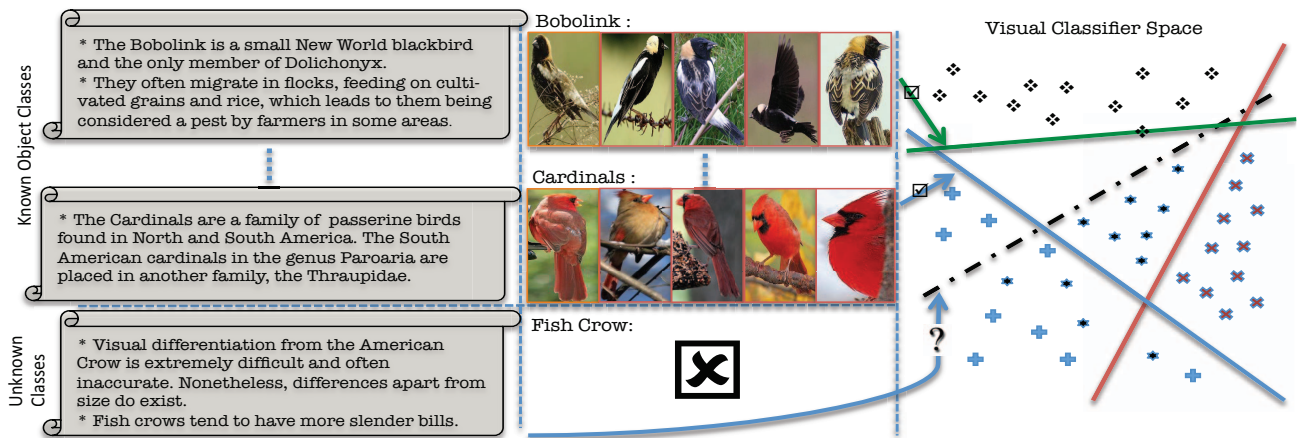 Known Object Classes
* The Bobolink is a small New World blackbird
and the only member of Dolichonyx.
* They often migrate in flocks, feeding on culti-
vated grains and rice, which leads to them being
considered a pest by farmers in some areas.
Bobolink :
Visual Classifier Space
* The Cardinals are a family of passerine birds
found in North and South America. The South
American cardinals in the genus Paroaria are
placed in another family, the Thraupidae.
Cardinals :
Unknown
Classes
* Visual differentiation from the American
Crow is extremely difficult and often
inaccurate. Nonetheless, differences apart from
size do exist.
* Fish crows tend to have more slender bills.
Fish Crow:
?